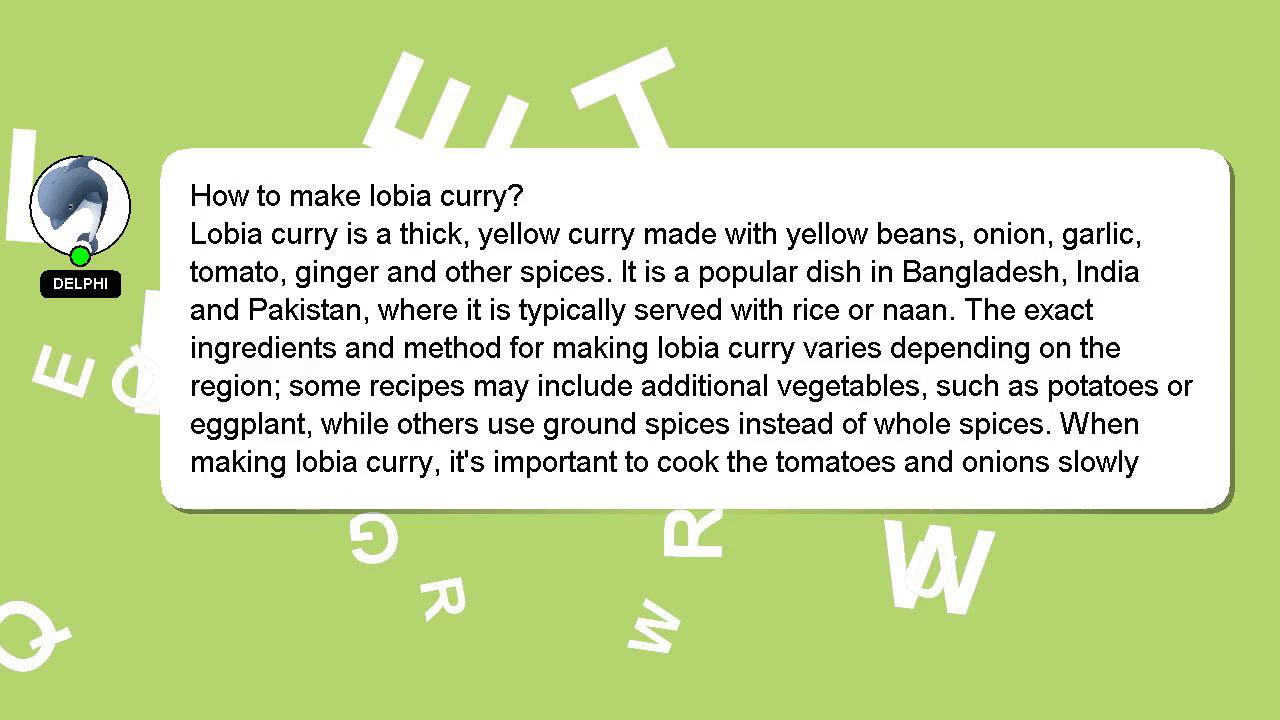 L
E
E
T
DELPHI
How to make lobia curry?
Lobia curry is a thick, yellow curry made with yellow beans, onion, garlic,
tomato, ginger and other spices. It is a popular dish in Bangladesh, India
and Pakistan, where it is typically served with rice or naan. The exact
ingredients and method for making lobia curry varies depending on the
region; some recipes may include additional vegetables, such as potatoes or
eggplant, while others use ground spices instead of whole spices. When
making lobia curry, it's important to cook the tomatoes and onions slowly
Q
G
R
R
W
W
Q